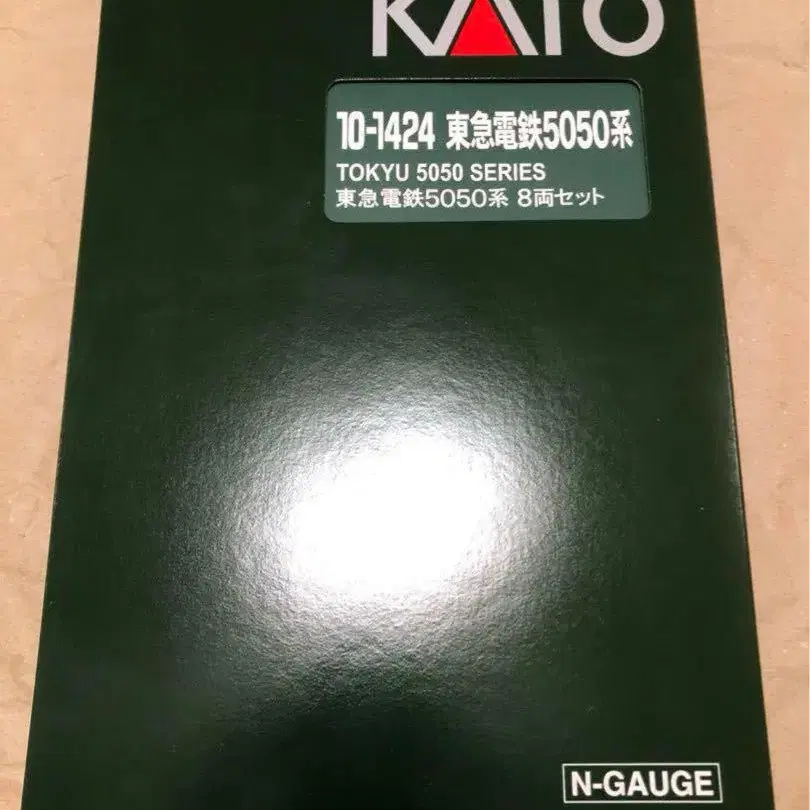 KATO
10-1424 東急電鉄5050系
TOKYU 5050 SERIES
東急電鉄5050系 8両セット
N-GAUGE